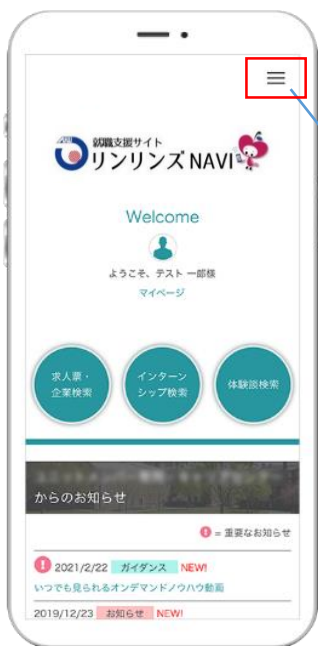 就職支援サイト
リンリンズ NAVI
Welcome
ようこそ、テスト 一郎様
マイページ
求人票・
企業検索
インターン
シップ検索
体験談検索
からのお知らせ
! = 重要なお知らせ
! 2021/2/22 ガイダンス NEW!
いつでも見られるオンデマンドノウハウ動画
2019/12/23 お知らせ NEW!